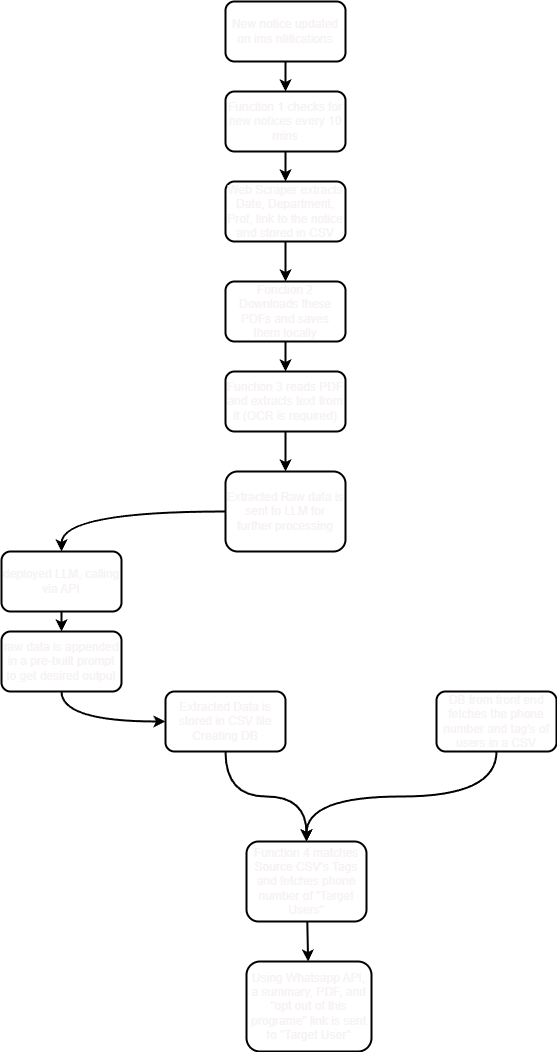 New notice updated
on ims nitications
Function 1 checks for
new notices every 10
mins
Web Scraper extracts
Date, Department,
Prof, link to the notice
and stored in CSV
Function 2
Downloads these
PDFs and saves
them locally
Function 3 reads PDF
and extracts text from
it (OCR is required)
Extracted Raw data is
sent to LLM for
further processing
deployed LLM, calling
via API
raw data is appended
in a pre-built prompt
to get desired output
Extracted Data is
stored in CSV file
Creating DB
DB from front end
fetches the phone
number and tag's of
users in a CSV
Function 4 matches
Source CSV's Tags
and fetches phone
number of "Target
Users"
Using Whatsapp API,
a summary, PDF, and
"opt out of this
programe" link is sent
to "Target User"